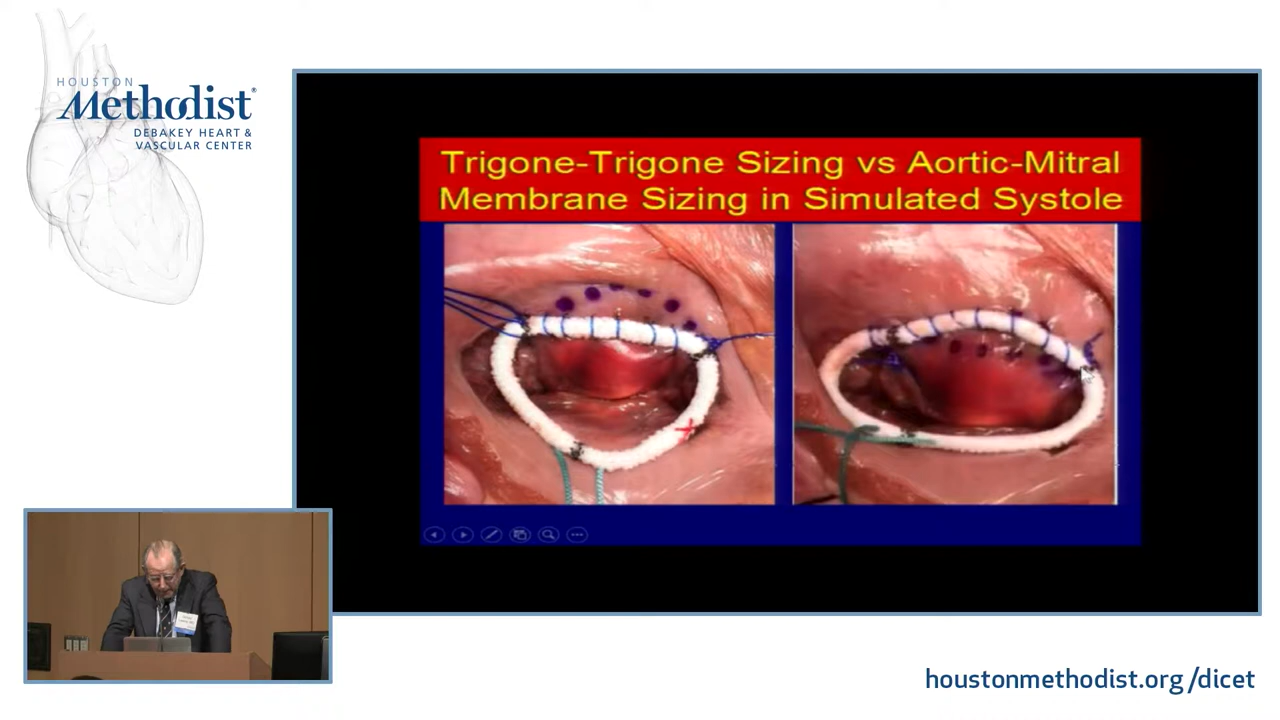 HOUSTON
Methodist®
DEBAKEY HEART &
VASCULAR CENTER
Trigone-Trigone Sizing vs Aortic-Mitral
Membrane Sizing in Simulated Systole
houstonmethodist.org/dicet